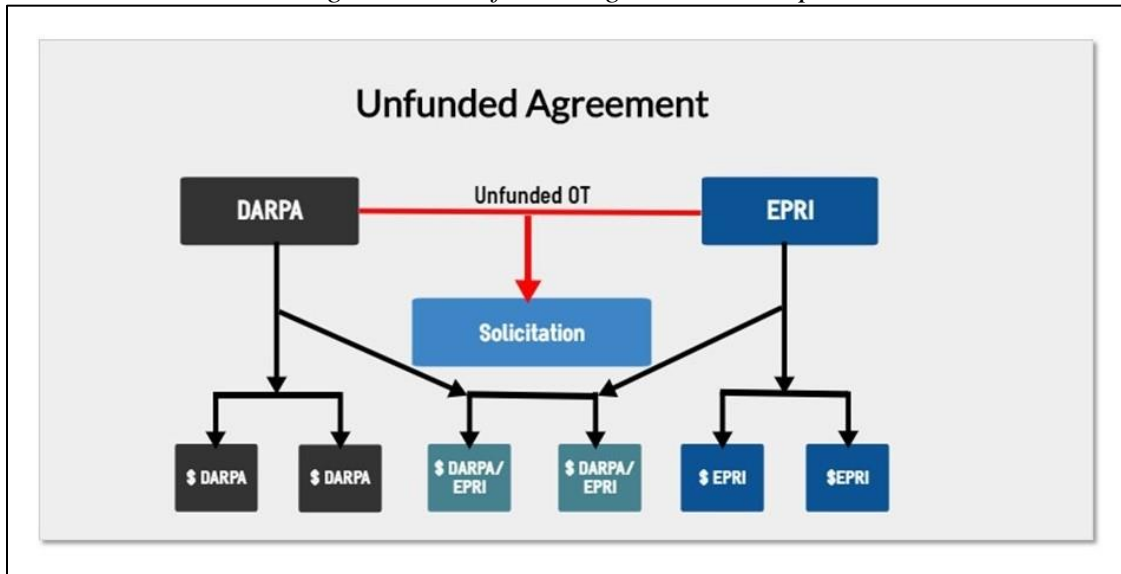 Unfunded Agreement
DARPA
Unfunded OT
EPRI
Solicitation
$ DARPA
$ DARPA
$ DARPA/
EPRI
$ DARPA/
EPRI
$ EPRI
$EPRI